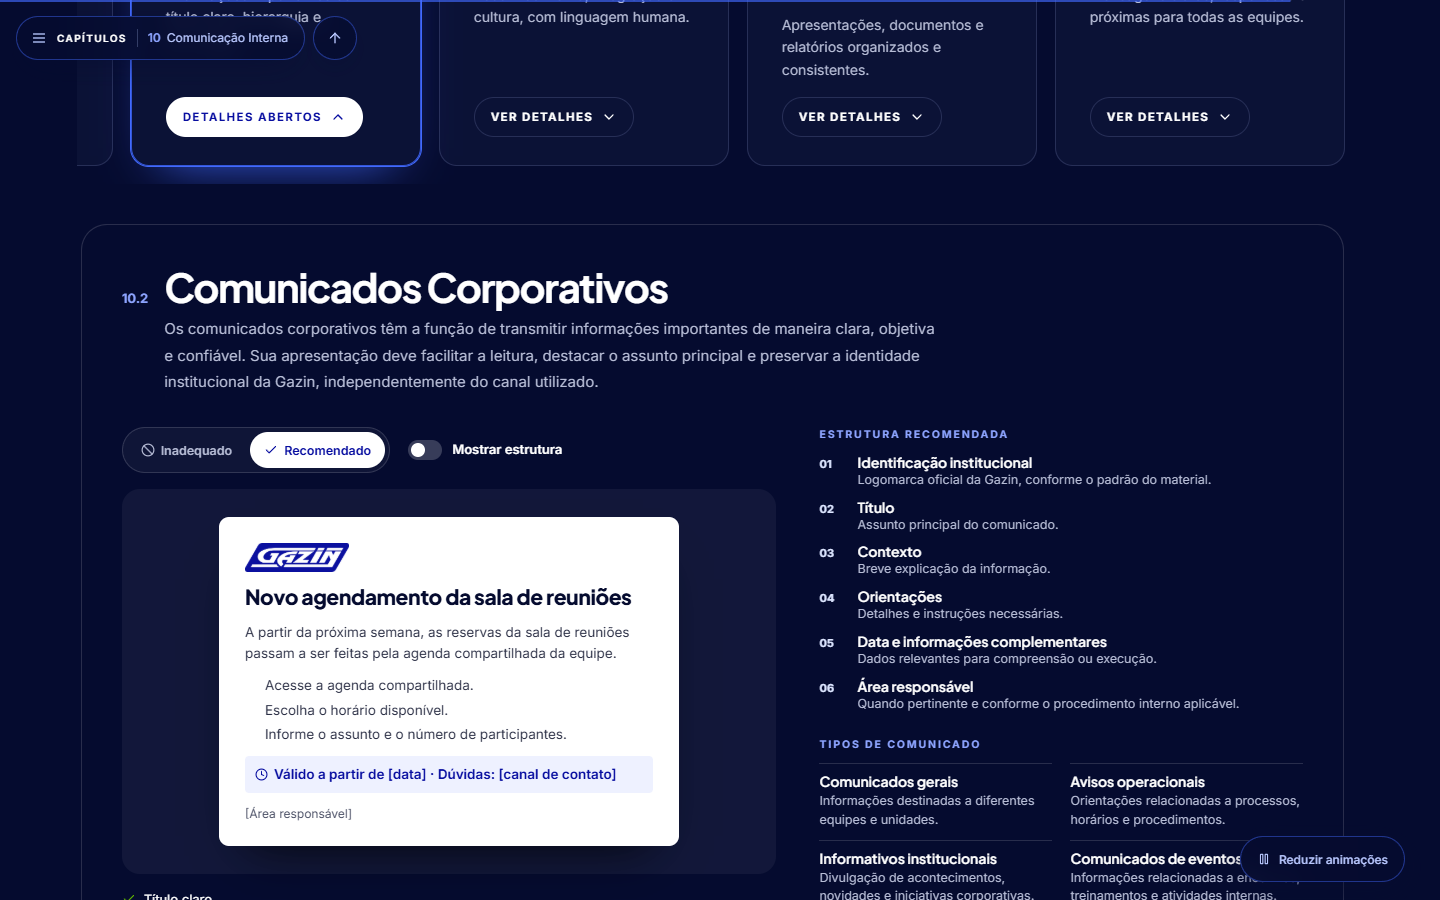 título claro, hierarquia e
cultura, com linguagem humana.
Apresentações, documentos e
relatórios organizados e
consistentes.
próximas para todas as equipes.
CAPÍTULOS
10 Comunicação Interna
DETALHES ABERTOS
VER DETALHES
VER DETALHES
VER DETALHES
10.2 Comunicados Corporativos
Os comunicados corporativos têm a função de transmitir informações importantes de maneira clara, objetiva
e confiável. Sua apresentação deve facilitar a leitura, destacar o assunto principal e preservar a identidade
institucional da Gazin, independentemente do canal utilizado.
Inadequado
Recomendado
Mostrar estrutura
GAZIN
Novo agendamento da sala de reuniões
A partir da próxima semana, as reservas da sala de reuniões
passam a ser feitas pela agenda compartilhada da equipe.
Acesse a agenda compartilhada.
Escolha o horário disponível.
Informe o assunto e o número de participantes.
Válido a partir de [data] · Dúvidas: [canal de contato]
[Área responsável]
Título claro
ESTRUTURA RECOMENDADA
01 Identificação institucional
Logomarca oficial da Gazin, conforme o padrão do material.
02 Título
Assunto principal do comunicado.
03 Contexto
Breve explicação da informação.
04 Orientações
Detalhes e instruções necessárias.
05 Data e informações complementares
Dados relevantes para compreensão ou execução.
06 Área responsável
Quando pertinente e conforme o procedimento interno aplicável.
TIPOS DE COMUNICADO
Comunicados gerais
Informações destinadas a diferentes
equipes e unidades.
Avisos operacionais
Orientações relacionadas a processos,
horários e procedimentos.
Informativos institucionais
Divulgação de acontecimentos,
novidades e iniciativas corporativas.
Comunicados de eventos
Informações relacionadas a
treinamentos e atividades internas.
Reduzir animações